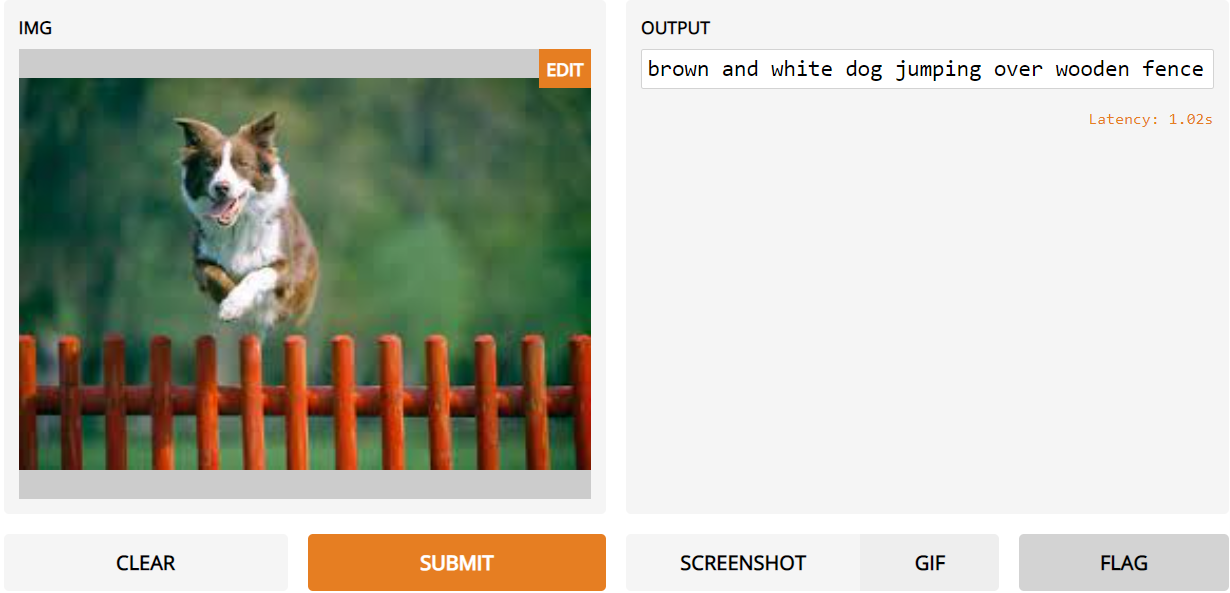 IMG
EDIT
OUTPUT
brown and white dog jumping over wooden fence
Latency: 1.02s
CLEAR
SUBMIT
SCREENSHOT
GIF
FLAG